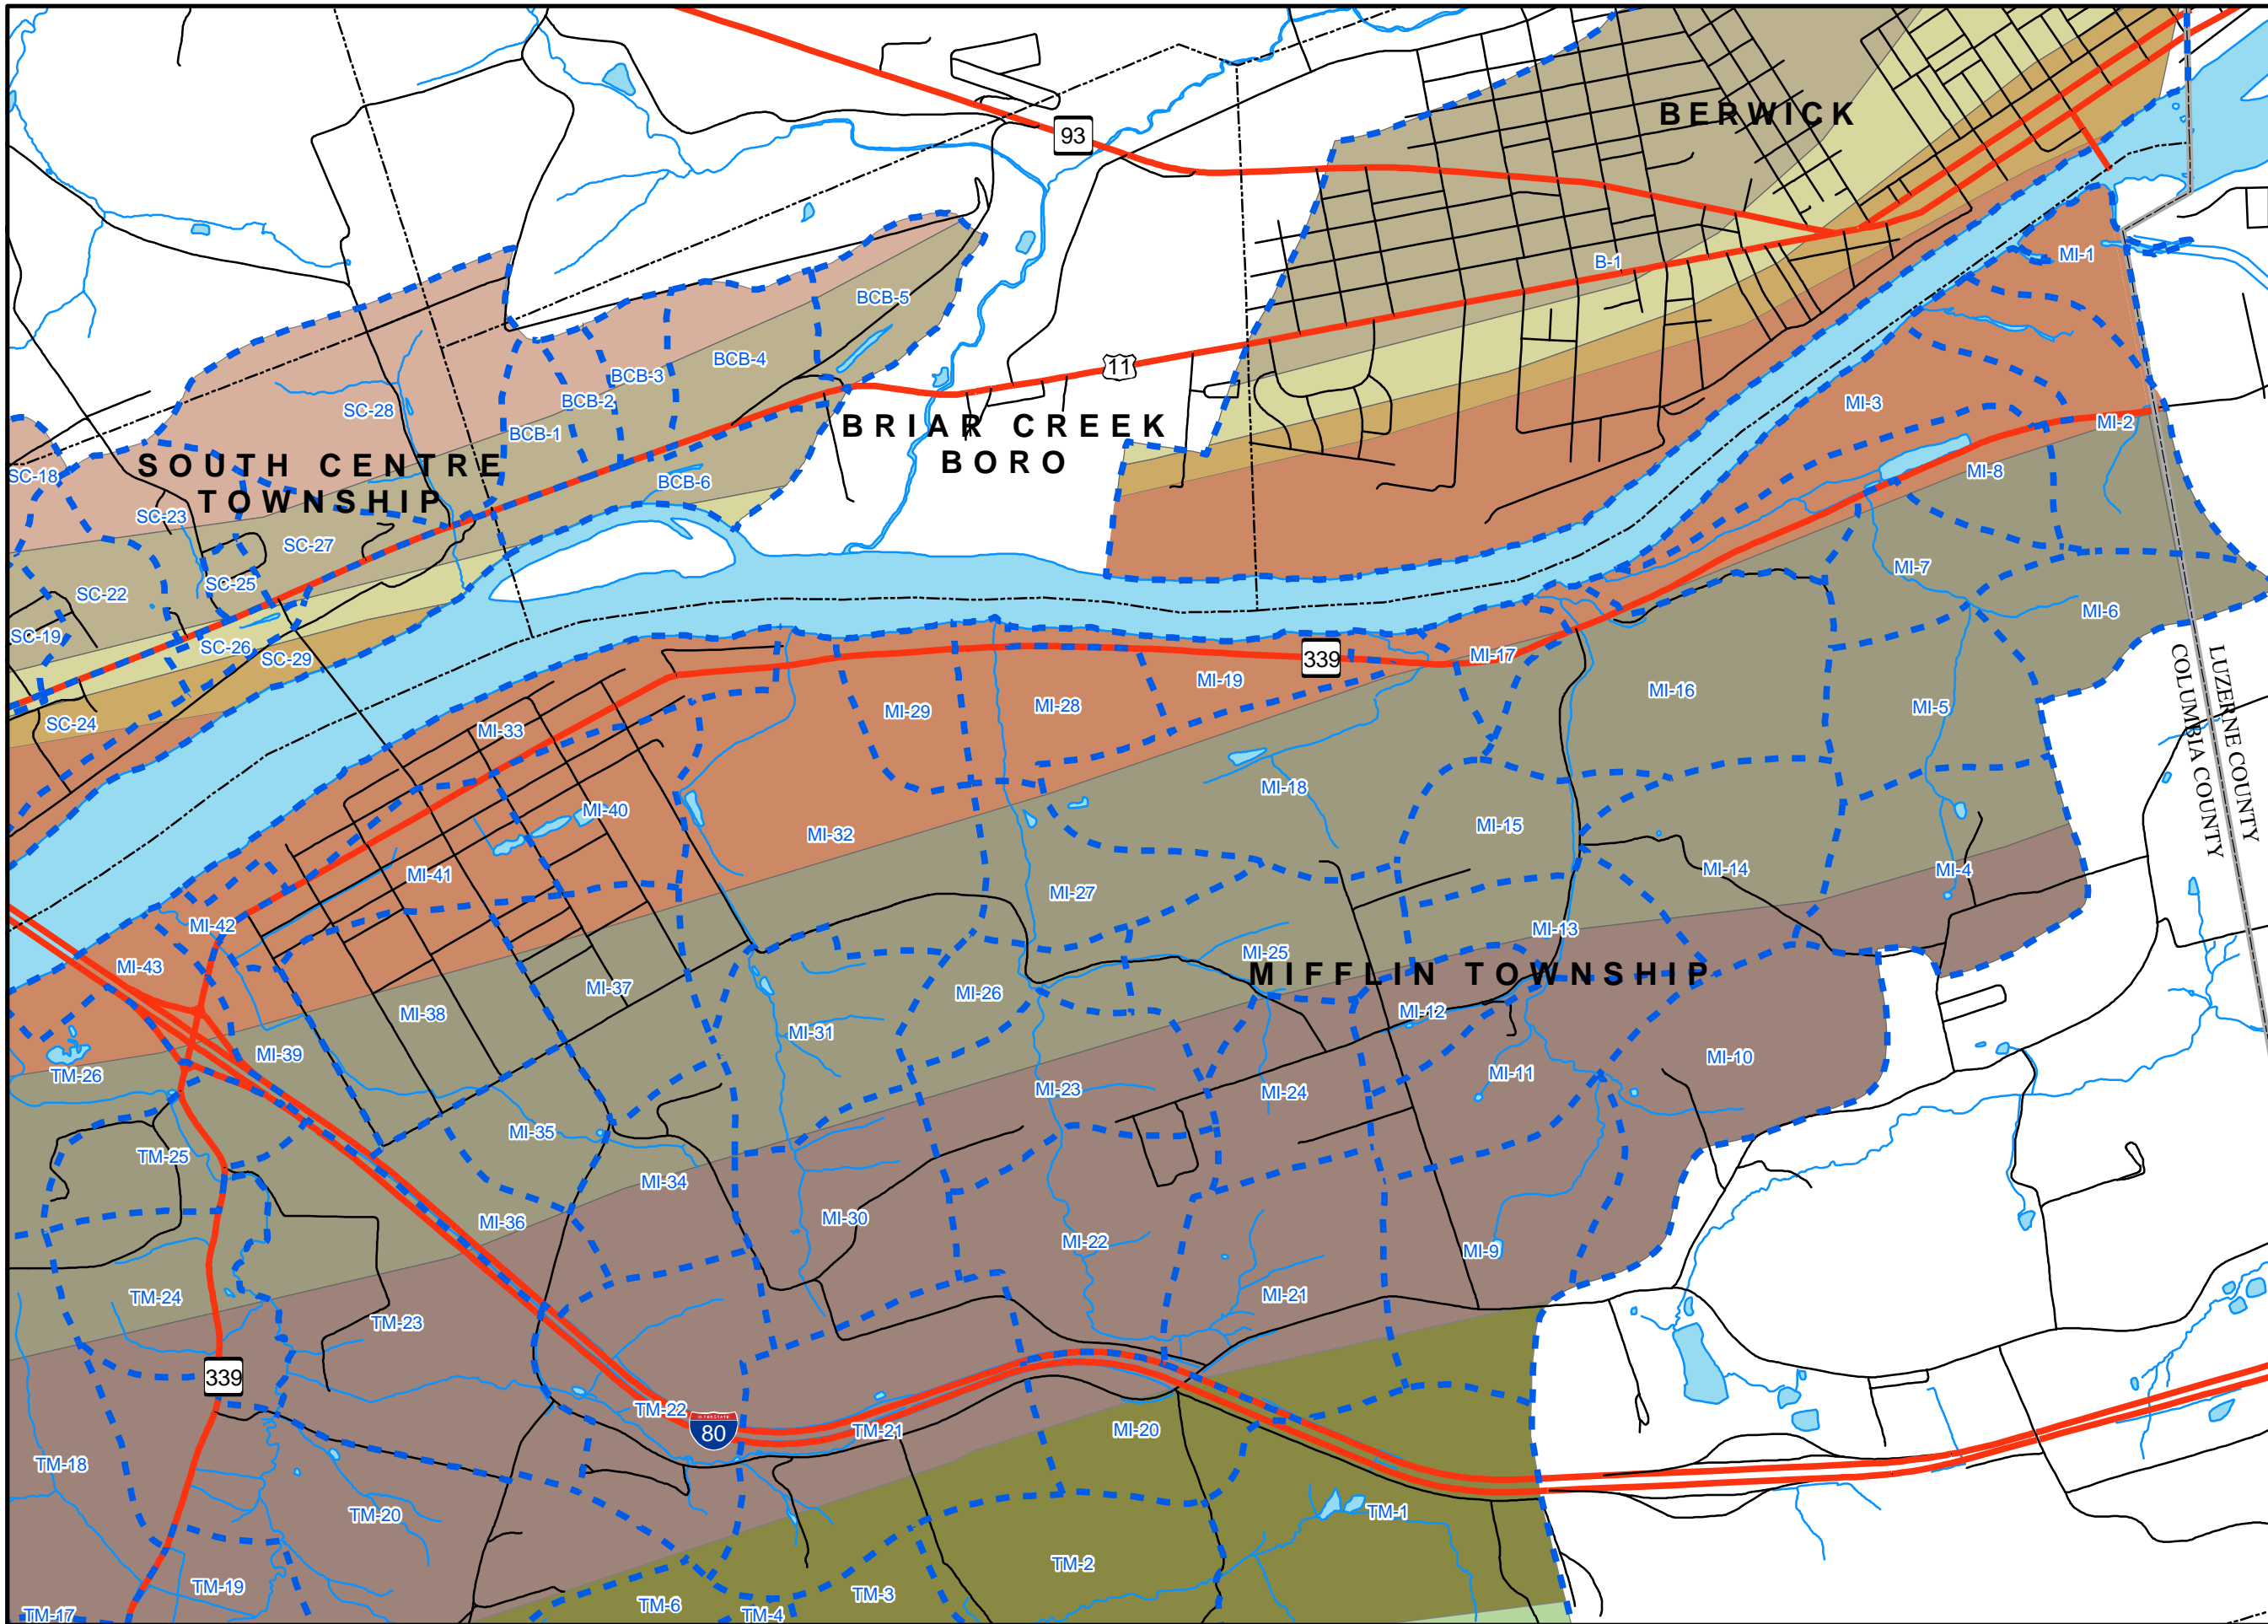 93
BERWICK
MI-1
B-1
BCB-5
BCB-4
11
BCB-3
BCB-2
SC-28
BCB-1
MI-3
MI-2
BRIAR CREEK
BORO
SOUTH CENTRE
TOWNSHIP
SC-18
BCB-6
MI-8
SC-23
SC-27
MI-7
SC-25
SC-22
MI-6
SC-19
SC-26
SC-29
339
MI-17
MI-19
MI-16
LUZERNE COUNTY
COLUMBIA COUNTY
SC-24
MI-33
MI-29
MI-28
MI-5
MI-18
MI-40
MI-32
MI-15
MI-41
MI-14
MI-4
MI-27
MI-42
MI-13
MI-25
MI-43
MIFFLIN TOWNSHIP
MI-37
MI-26
MI-38
MI-12
MI-31
MI-39
MI-10
TM-26
MI-23
MI-24
MI-11
MI-35
TM-25
MI-34
MI-36
MI-30
MI-22
MI-9
TM-24
MI-21
TM-23
339
TM-22
INTERSTATE
80
TM-21
MI-20
TM-18
TM-20
TM-1
TM-2
TM-19
TM-3
TM-6
TM-4
TM-17